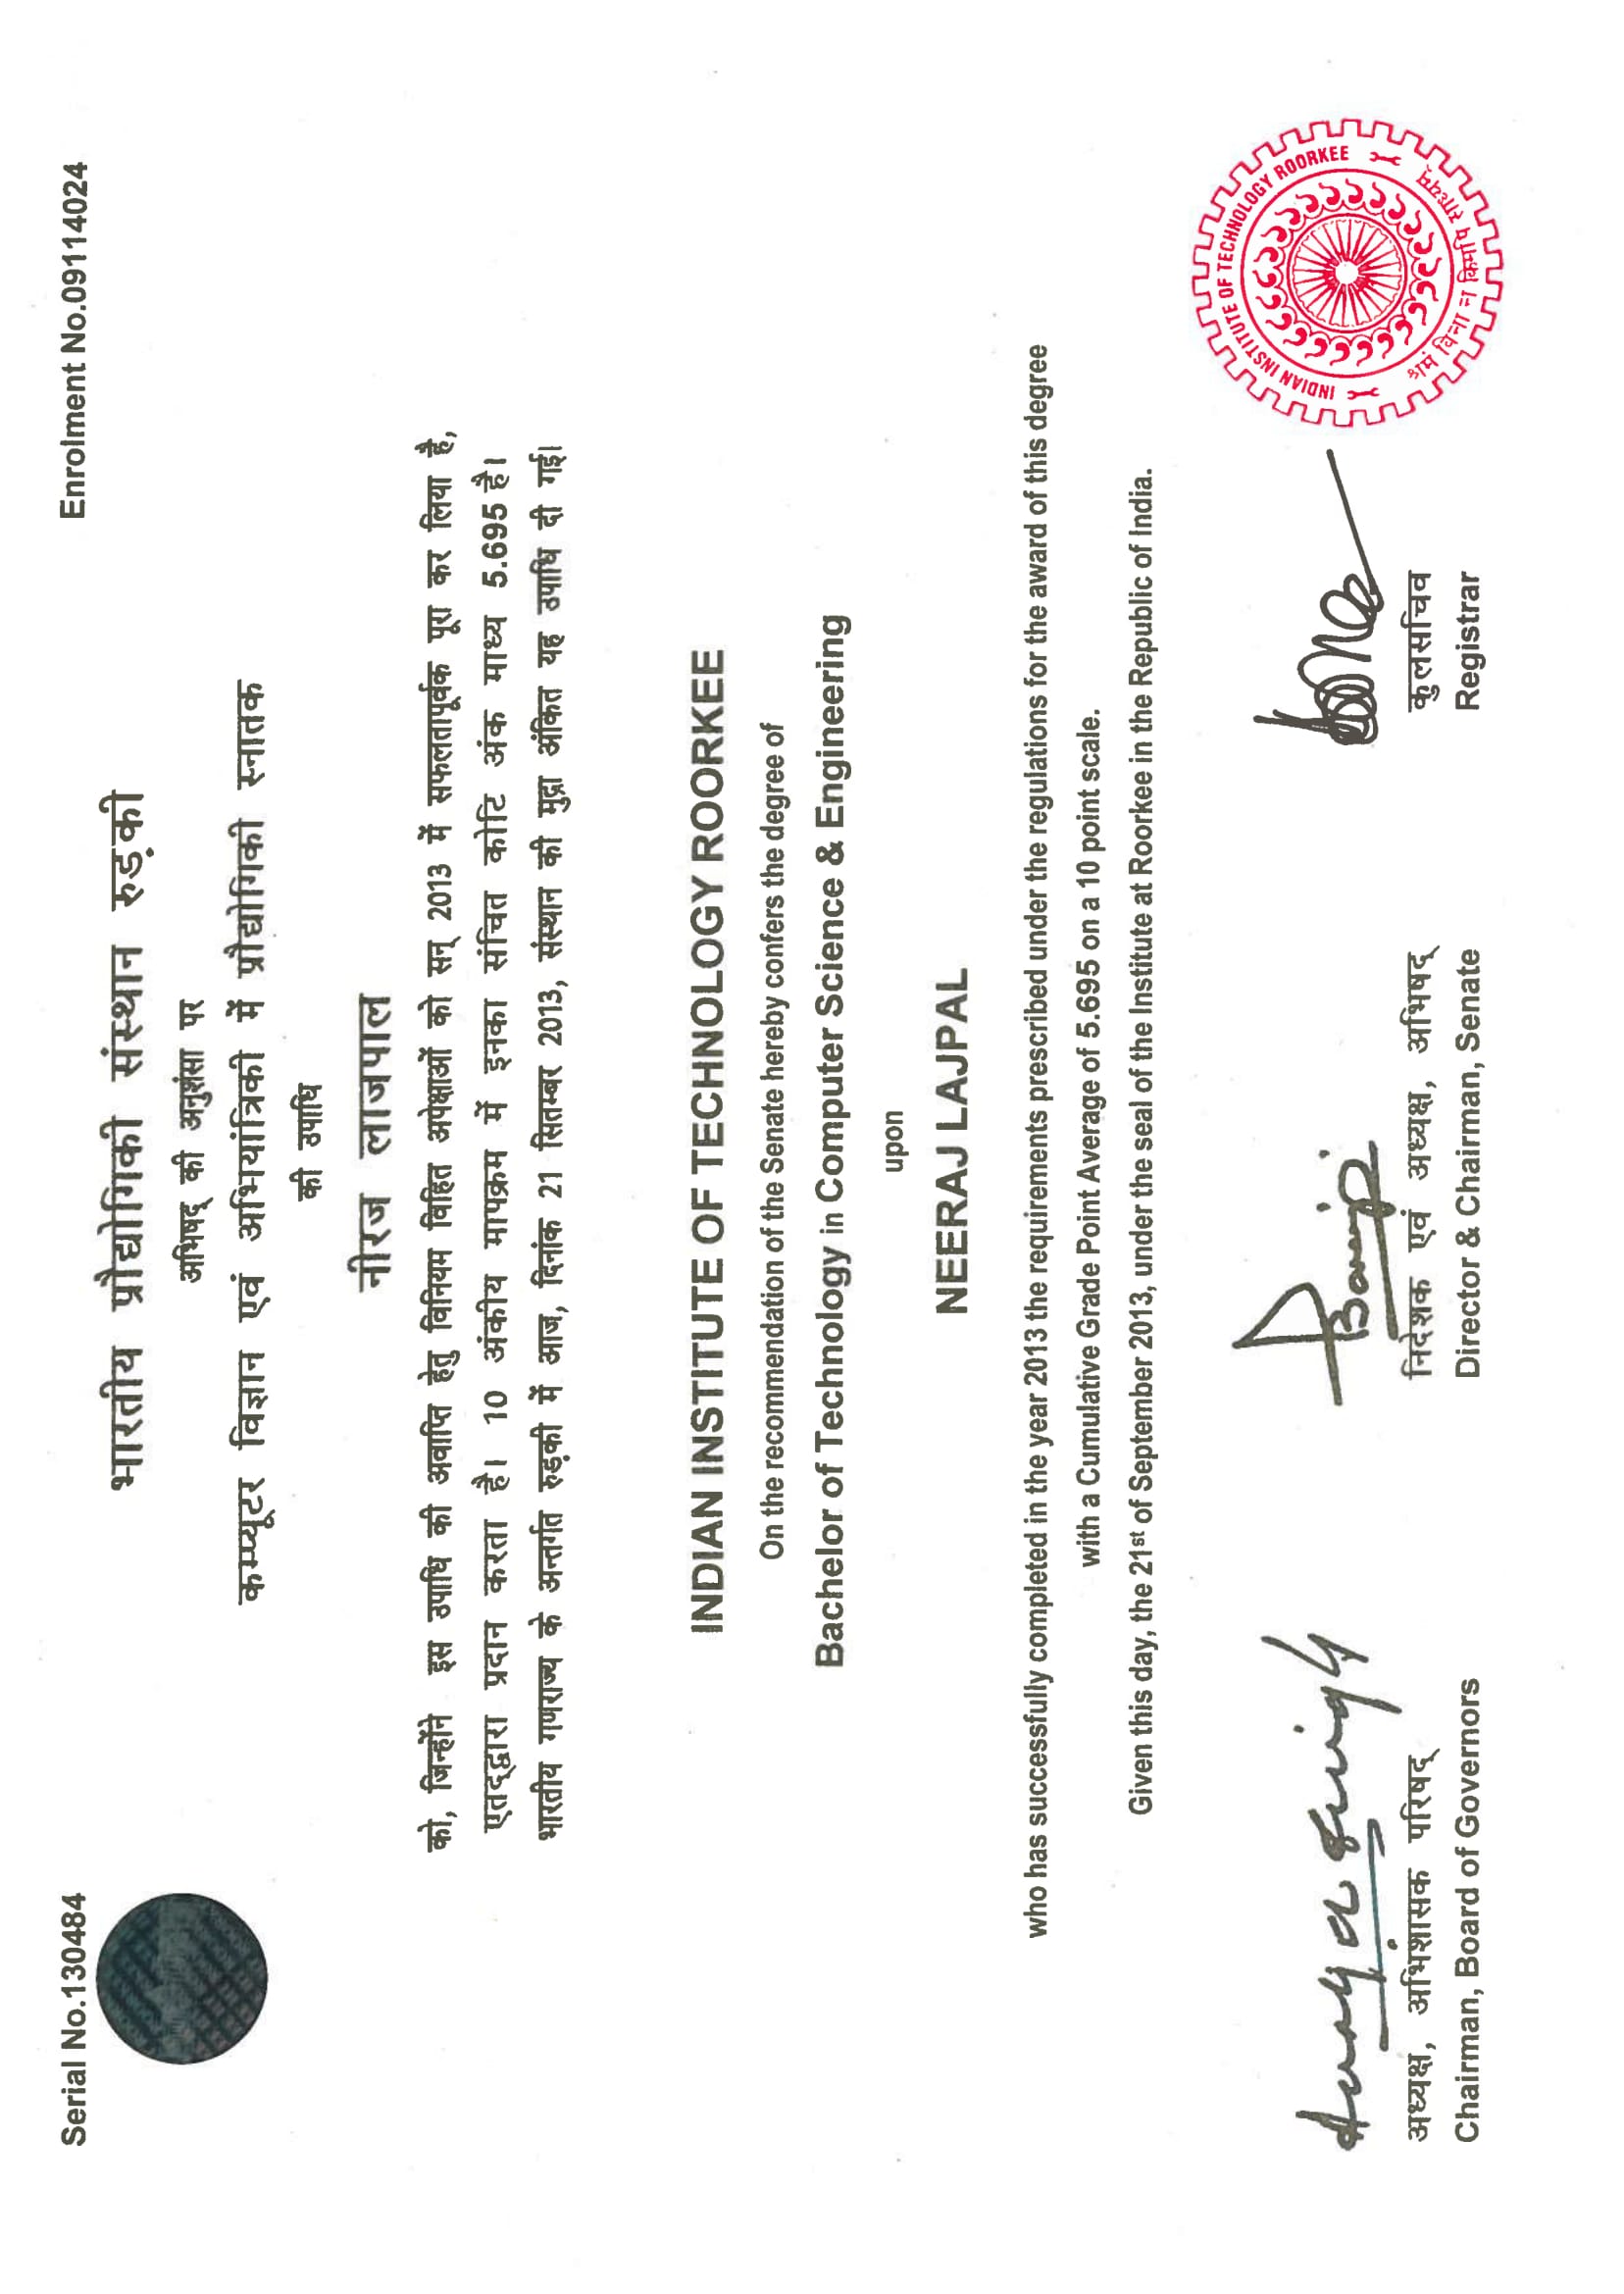 Serial No.130484
Enrolment No.09114024
भारतीय प्रौद्योगिकी संस्थान रुड़की
अभिषद् की अनुशंसा पर
कम्प्यूटर विज्ञान एवं अभियांत्रिकी में प्रौद्योगिकी स्नातक
की उपाधि
नीरज लाजपाल
को, जिन्होंने इस उपाधि की अवाप्ति हेतु विनियम विहित अपेक्षाओं को सन् 2013 में सफलतापूर्वक पूरा कर लिया है,
एतद्द्वारा प्रदान करता है। 10 अंकीय मापक्रम में इनका संचित कोटि अंक माध्य 5.695 है।
भारतीय गणराज्य के अन्तर्गत रुड़की में आज, दिनांक 21 सितम्बर 2013, संस्थान की मुद्रा अंकित यह उपाधि दी गई।
INDIAN INSTITUTE OF TECHNOLOGY ROORKEE
On the recommendation of the Senate hereby confers the degree of
Bachelor of Technology in Computer Science & Engineering
upon
NEERAJ LAJPAL
who has successfully completed in the year 2013 the requirements prescribed under the regulations for the award of this degree
with a Cumulative Grade Point Average of 5.695 on a 10 point scale.
Given this day, the 21st of September 2013, under the seal of the Institute at Roorkee in the Republic of India.
अध्यक्ष, अभिशासक परिषद्
Chairman, Board of Governors
निदेशक एवं अध्यक्ष, अभिषद्
Director & Chairman, Senate
कुलसचिव
Registrar
INDIAN INSTITUTE OF TECHNOLOGY ROORKEE
श्रमं विना न किमपि साध्यम्